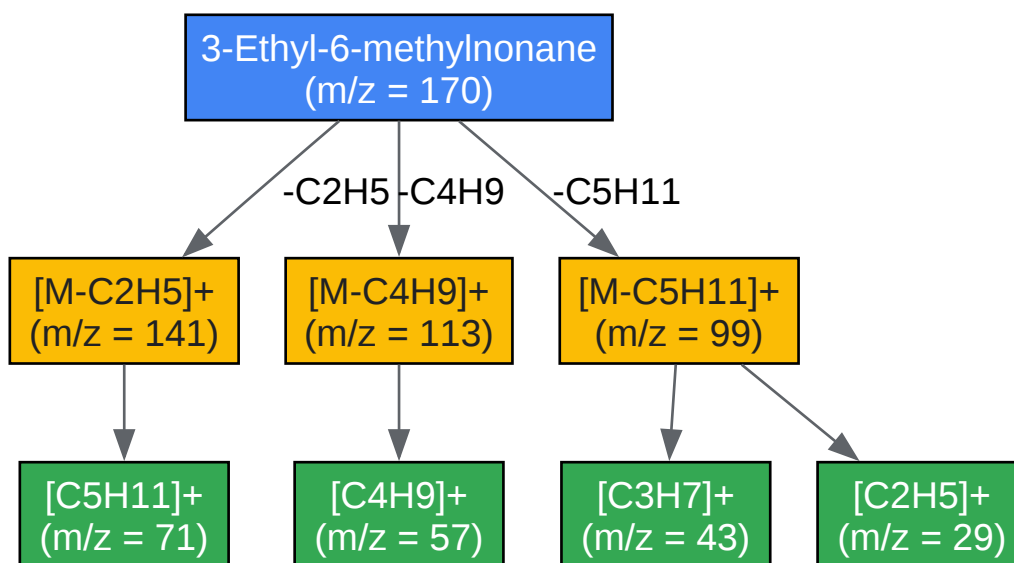 3-Ethyl-6-methylnonane
(m/z = 170)
-C2H5
-C4H9
-C5H11
[M-C2H5]+
(m/z = 141)
[M-C4H9]+
(m/z = 113)
[M-C5H11]+
(m/z = 99)
[C5H11]+
(m/z = 71)
[C4H9]+
(m/z = 57)
[C3H7]+
(m/z = 43)
[C2H5]+
(m/z = 29)